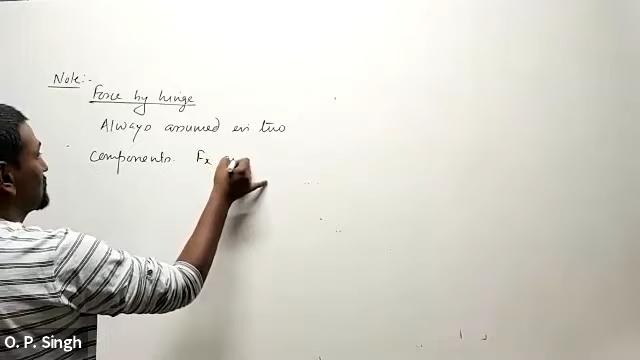 Note:-
Force by hinge
Always assumed in two
components. Fx
O. P. Singh